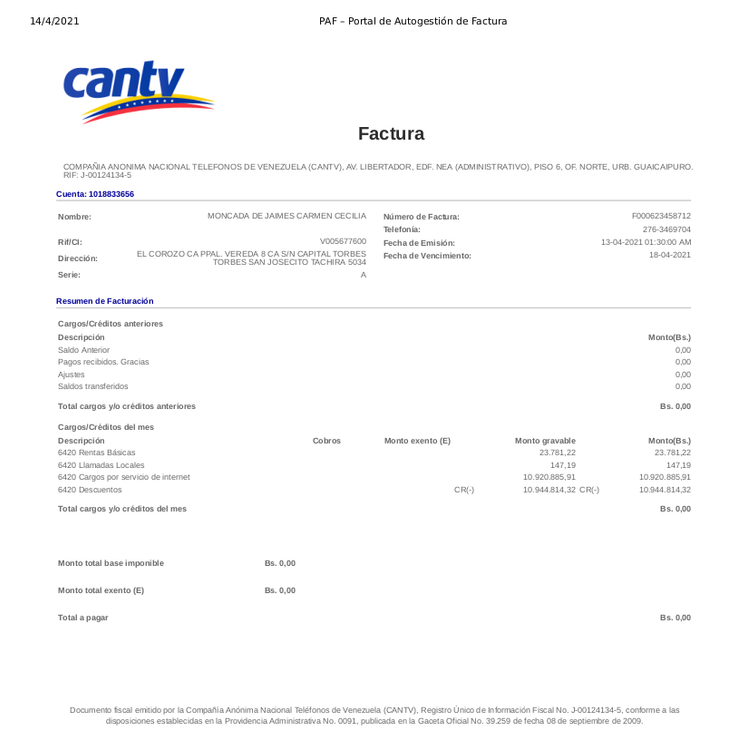 14/4/2021 PAF – Portal de Autogestión de Factura
cantv
Factura
COMPAÑIA ANONIMA NACIONAL TELEFONOS DE VENEZUELA (CANTV), AV. LIBERTADOR, EDF. NEA (ADMINISTRATIVO), PISO 6, OF. NORTE, URB. GUAICAIPURO.
RIF: J-00124134-5
Cuenta: 1018833656
Nombre: MONCADA DE JAIMES CARMEN CECILIA
Rif/CI: V005677600
Dirección: EL COROZO CA PPAL. VEREDA 8 CA S/N CAPITAL TORBES
TORBES SAN JOSECITO TACHIRA 5034
Serie: A
Número de Factura: F000623458712
Telefonía: 276-3469704
Fecha de Emisión: 13-04-2021 01:30:00 AM
Fecha de Vencimiento: 18-04-2021
Resumen de Facturación
Cargos/Créditos anteriores
Descripción Monto(Bs.)
Saldo Anterior 0,00
Pagos recibidos. Gracias 0,00
Ajustes 0,00
Saldos transferidos 0,00
Total cargos y/o créditos anteriores Bs. 0,00
Cargos/Créditos del mes
Descripción Cobros Monto exento (E) Monto gravable Monto(Bs.)
6420 Rentas Básicas 23.781,22 23.781,22
6420 Llamadas Locales 147,19 147,19
6420 Cargos por servicio de internet 10.920.885,91 10.920.885,91
6420 Descuentos CR(-) 10.944.814,32 CR(-) 10.944.814,32
Total cargos y/o créditos del mes Bs. 0,00
Monto total base imponible Bs. 0,00
Monto total exento (E) Bs. 0,00
Total a pagar Bs. 0,00
Documento fiscal emitido por la Compañía Anónima Nacional Teléfonos de Venezuela (CANTV), Registro Único de Información Fiscal No. J-00124134-5, conforme a las
disposiciones establecidas en la Providencia Administrativa No. 0091, publicada en la Gaceta Oficial No. 39.259 de fecha 08 de septiembre de 2009.